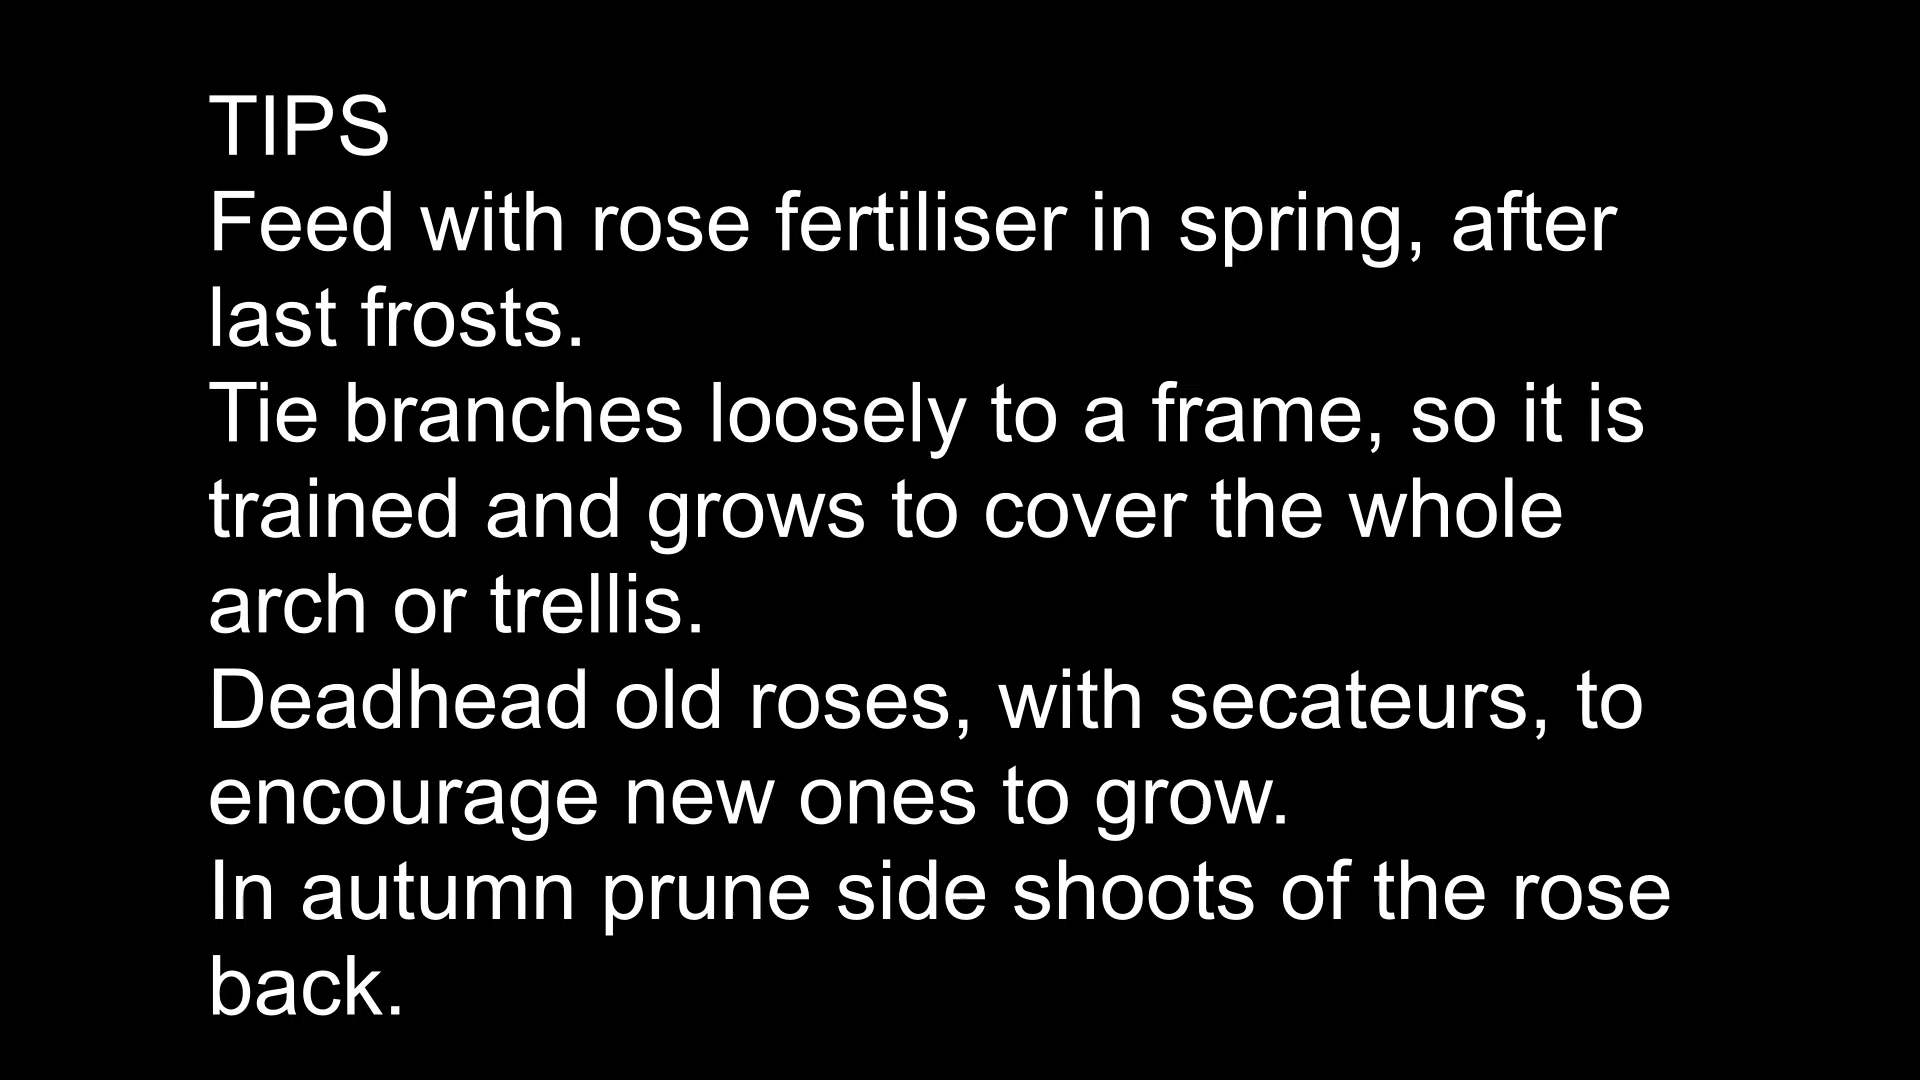 TIPS
Feed with rose fertiliser in spring, after
last frosts.
Tie branches loosely to a frame, so it is
trained and grows to cover the whole
arch or trellis.
Deadhead old roses, with secateurs, to
encourage new ones to grow.
In autumn prune side shoots of the rose
back.